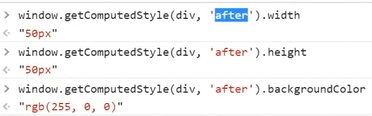 > window.getComputedStyle(div, 'after').width
< "50px"
> window.getComputedStyle(div, 'after').height
< "50px"
> window.getComputedStyle(div, 'after').backgroundColor
< "rgb(255, 0, 0)"